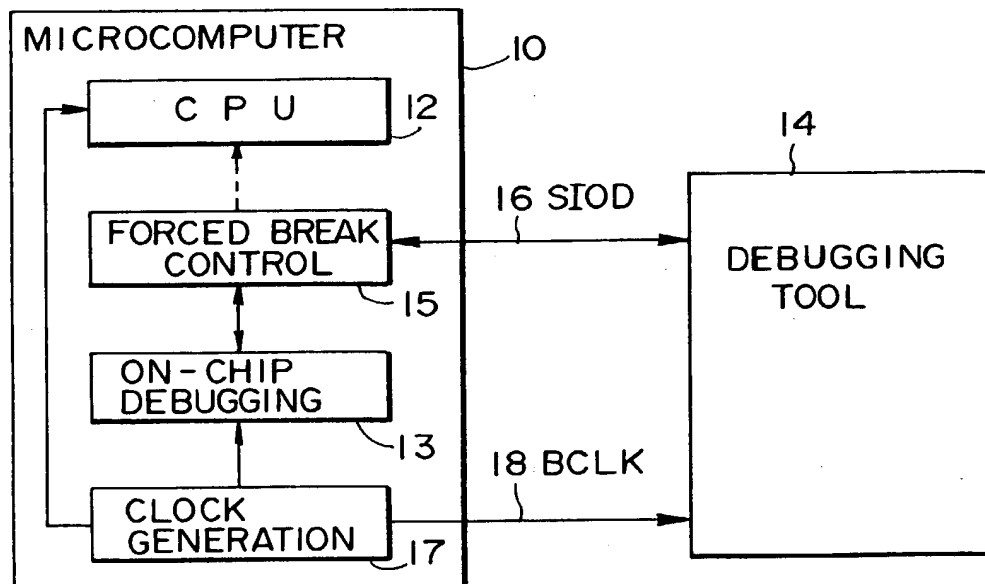 MICROCOMPUTER
10
CPU
12
14
16 SIOD
FORCED BREAK
CONTROL
15
DEBUGGING
TOOL
ON-CHIP
DEBUGGING
13
18 BCLK
CLOCK
GENERATION
17